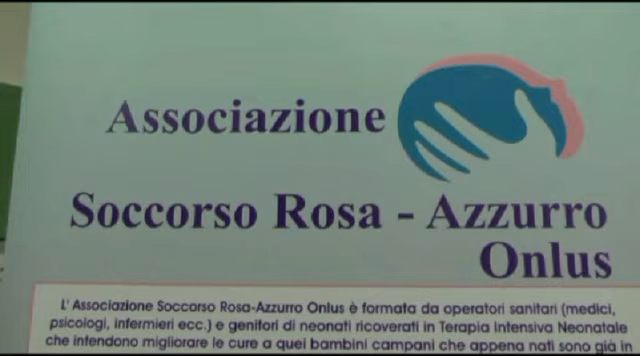 Associazione
Soccorso Rosa - Azzurro
Onlus
L' Associazione Soccorso Rosa-Azzurro Onlus è formata da operatori sanitari (medici,
psicologi, infermieri ecc.) e genitori di neonati ricoverati in Terapia Intensiva Neonatale
che intendono migliorare le cure a quei bambini campani che appena nati sono già in